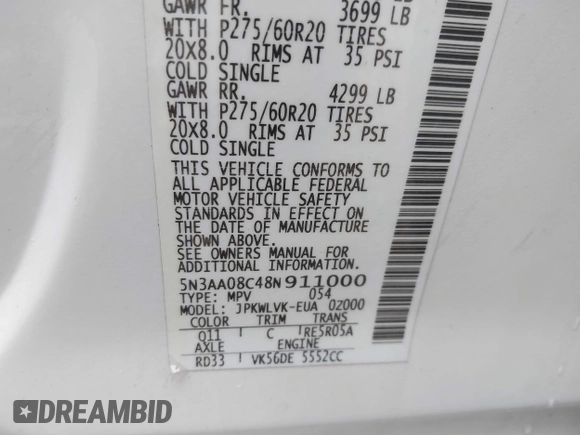 GAWR FR. 3699 LB
WITH P275/60R20 TIRES
20X8.0 RIMS AT 35 PSI
COLD SINGLE
GAWR RR. 4299 LB
WITH P275/60R20 TIRES
20X8.0 RIMS AT 35 PSI
COLD SINGLE
THIS VEHICLE CONFORMS TO
ALL APPLICABLE FEDERAL
MOTOR VEHICLE SAFETY
STANDARDS IN EFFECT ON
THE DATE OF MANUFACTURE
SHOWN ABOVE.
SEE OWNERS MANUAL FOR
ADDITIONAL INFORMATION.
5N3AA08C48N911000
TYPE: MPV 054
MODEL: JPKWLVK-EUA 0Z000
COLOR TRIM TRANS
Q11 C RE5R05A
AXLE ENGINE
RD33 VK56DE 5552CC
DREAMBID